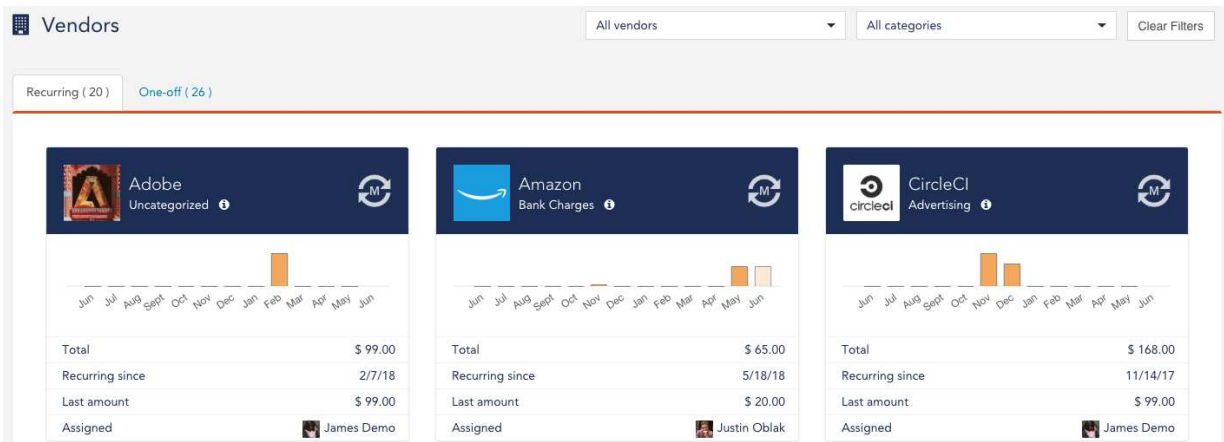 Vendors
All vendors
All categories
Clear Filters
Recurring ( 20 )
One-off ( 26 )
Adobe
Uncategorized
M
Amazon
Bank Charges
M
circleci
CircleCI
Advertising
M
Jun Jul Aug Sept Oct Nov Dec Jan Feb Mar Apr May Jun
Jun Jul Aug Sept Oct Nov Dec Jan Feb Mar Apr May Jun
Jun Jul Aug Sept Oct Nov Dec Jan Feb Mar Apr May Jun
Total $ 99.00
Recurring since 2/7/18
Last amount $ 99.00
Assigned James Demo
Total $ 65.00
Recurring since 5/18/18
Last amount $ 20.00
Assigned Justin Oblak
Total $ 168.00
Recurring since 11/14/17
Last amount $ 99.00
Assigned James Demo